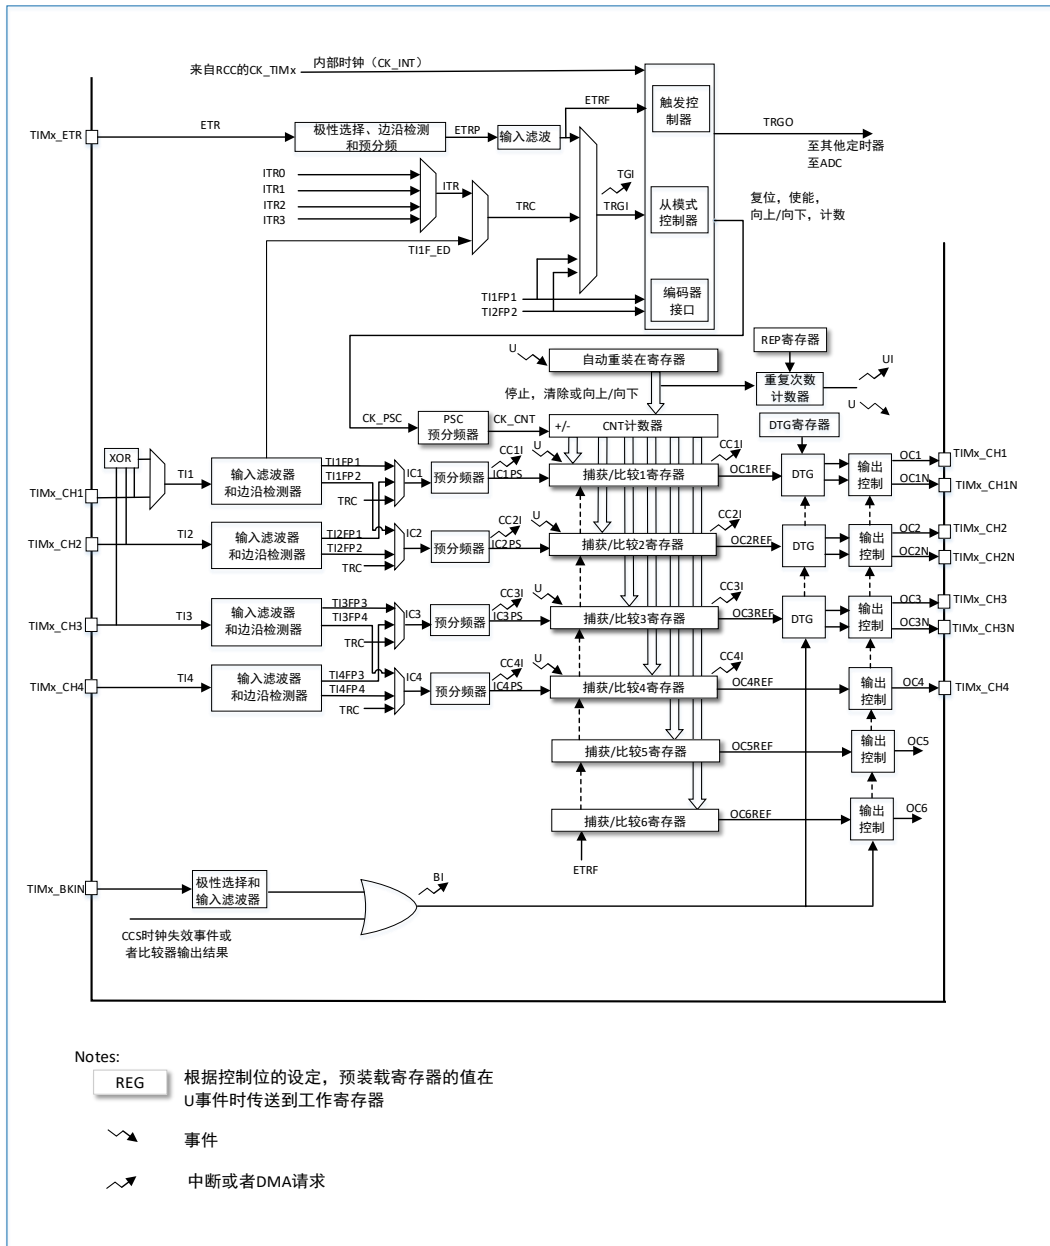 来自RCC的CK_TIMx
内部时钟（CK_INT）
TIMx_ETR
ETR
极性选择、边沿检测
和预分频
ETRP
输入滤波
ETRF
触发控
制器
TRGO
至其他定时器
至ADC
ITR0
ITR1
ITR2
ITR3
ITR
TRC
TGI
TRGI
从模式
控制器
复位，使能，
向上/向下，计数
TI1F_ED
TI1FP1
TI2FP2
编码器
接口
REP寄存器
U
自动重装在寄存器
重复次数
计数器
UI
U
停止，清除或向上/向下
DTG寄存器
CK_PSC
PSC
预分频器
CK_CNT
+/-
CNT计数器
XOR
TIMx_CH1
TI1
输入滤波器
和边沿检测器
TI1FP1
TI1FP2
TRC
IC1
预分频器
CC1I
IC1PS
U
捕获/比较1寄存器
CC1I
OC1REF
DTG
输出
控制
OC1
OC1N
TIMx_CH1
TIMx_CH1N
TIMx_CH2
TI2
输入滤波器
和边沿检测器
TI2FP1
TI2FP2
TRC
IC2
预分频器
CC2I
IC2PS
U
捕获/比较2寄存器
CC2I
OC2REF
DTG
输出
控制
OC2
OC2N
TIMx_CH2
TIMx_CH2N
TIMx_CH3
TI3
输入滤波器
和边沿检测器
TI3FP3
TI3FP4
TRC
IC3
预分频器
CC3I
IC3PS
U
捕获/比较3寄存器
CC3I
OC3REF
DTG
输出
控制
OC3
OC3N
TIMx_CH3
TIMx_CH3N
TIMx_CH4
TI4
输入滤波器
和边沿检测器
TI4FP3
TI4FP4
TRC
IC4
预分频器
CC4I
IC4PS
U
捕获/比较4寄存器
CC4I
OC4REF
输出
控制
OC4
TIMx_CH4
捕获/比较5寄存器
OC5REF
输出
控制
OC5
捕获/比较6寄存器
OC6REF
输出
控制
OC6
ETRF
TIMx_BKIN
极性选择和
输入滤波器
BI
CCS时钟失效事件或
者比较器输出结果
Notes:
REG
根据控制位的设定，预装载寄存器的值在
U事件时传送到工作寄存器
事件
中断或者DMA请求